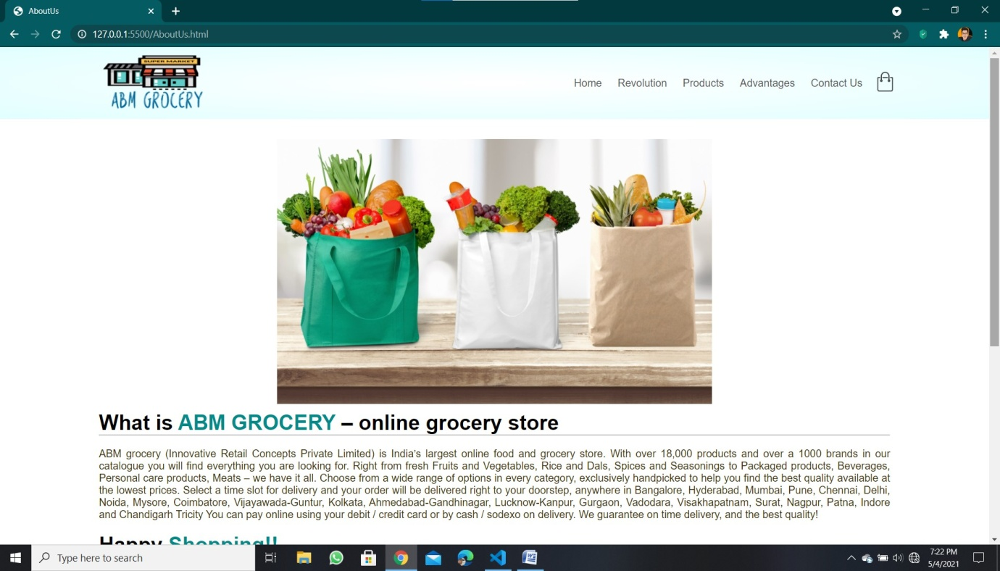 AboutUs
127.0.0.1:5500/AboutUs.html
SUPER MARKET
ABM GROCERY
Home Revolution Products Advantages Contact Us
What is ABM GROCERY – online grocery store
ABM grocery (Innovative Retail Concepts Private Limited) is India’s largest online food and grocery store. With over 18,000 products and over a 1000 brands in our
catalogue you will find everything you are looking for. Right from fresh Fruits and Vegetables, Rice and Dals, Spices and Seasonings to Packaged products, Beverages,
Personal care products, Meats – we have it all. Choose from a wide range of options in every category, exclusively handpicked to help you find the best quality available at
the lowest prices. Select a time slot for delivery and your order will be delivered right to your doorstep, anywhere in Bangalore, Hyderabad, Mumbai, Pune, Chennai, Delhi,
Noida, Mysore, Coimbatore, Vijayawada-Guntur, Kolkata, Ahmedabad-Gandhinagar, Lucknow-Kanpur, Gurgaon, Vadodara, Visakhapatnam, Surat, Nagpur, Patna, Indore
and Chandigarh Tricity You can pay online using your debit / credit card or by cash / sodexo on delivery. We guarantee on time delivery, and the best quality!
Happy Shopping!!
Type here to search
7:22 PM
5/4/2021